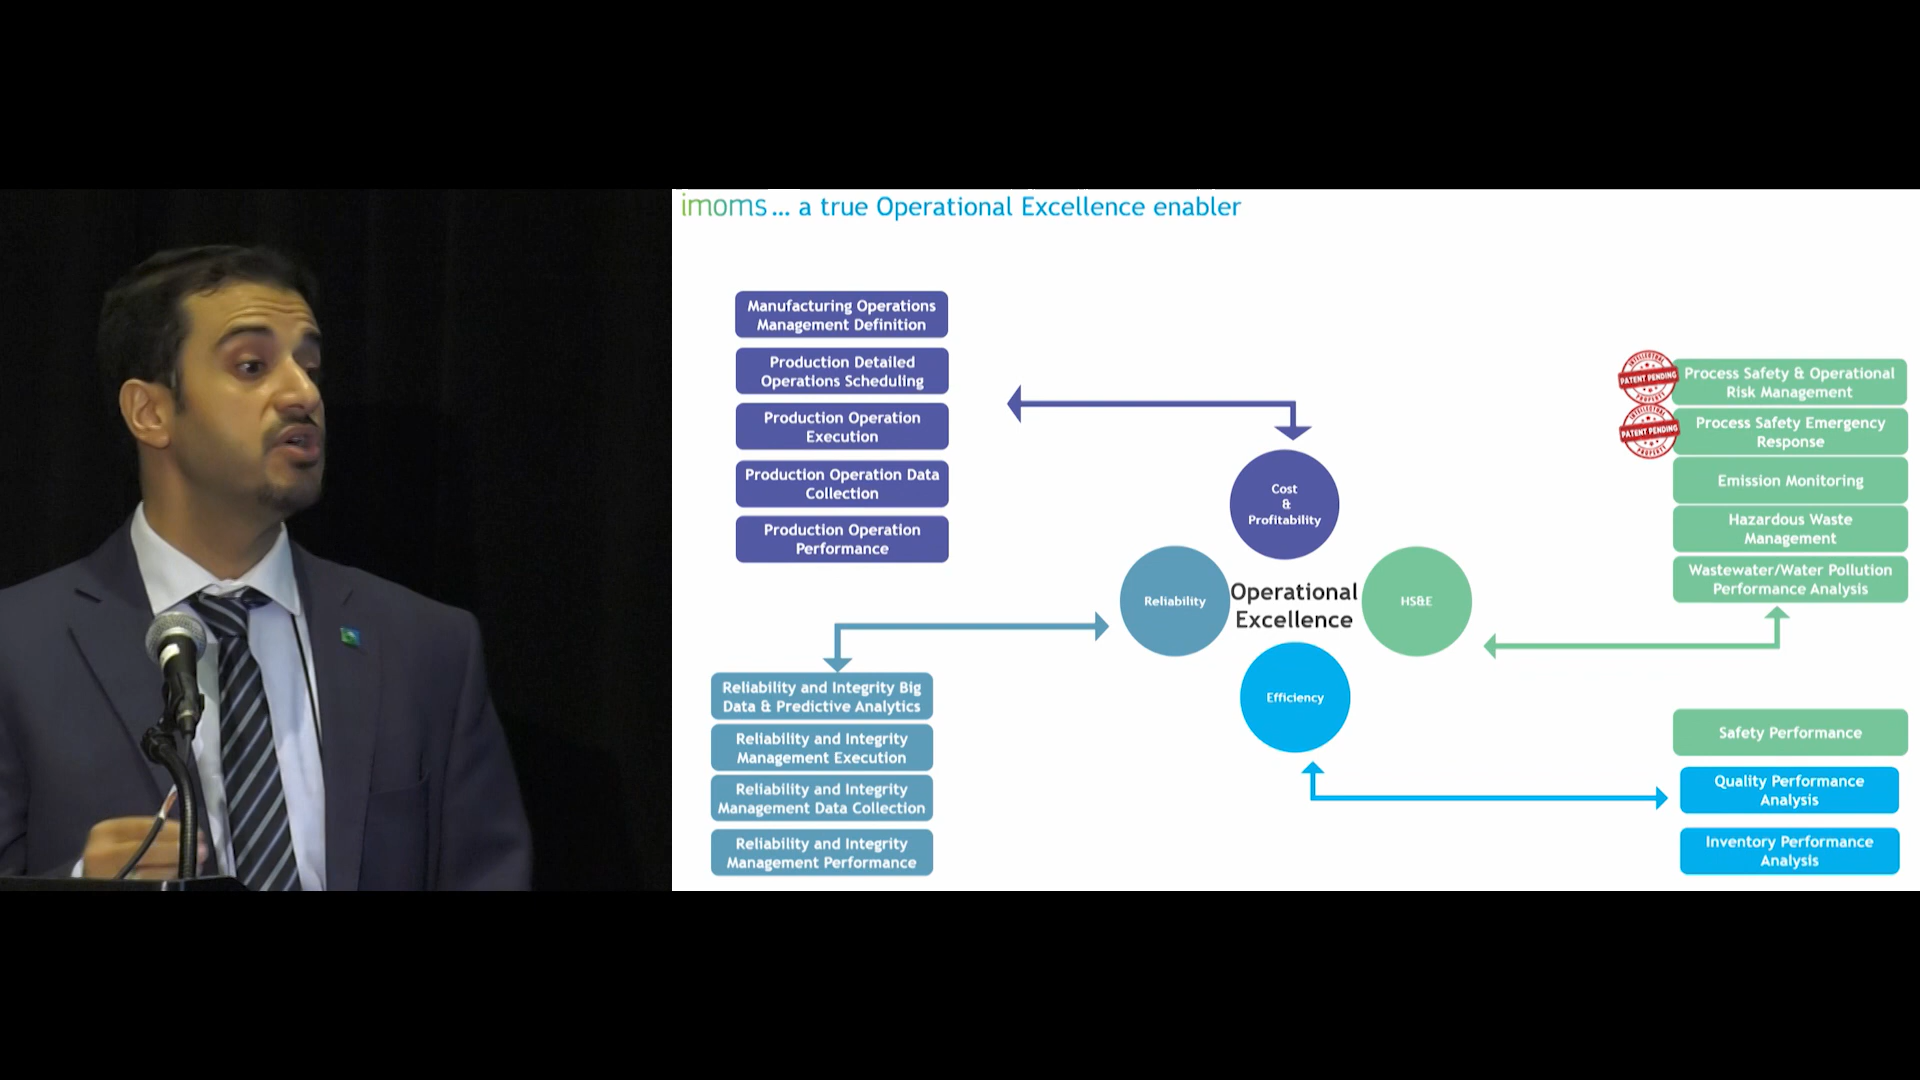 imoms ... a true Operational Excellence enabler
Manufacturing Operations
Management Definition
Production Detailed
Operations Scheduling
Production Operation
Execution
Production Operation Data
Collection
Production Operation
Performance
Cost
&
Profitability
Reliability
Operational
Excellence
HS&E
Efficiency
Reliability and Integrity Big
Data & Predictive Analytics
Reliability and Integrity
Management Execution
Reliability and Integrity
Management Data Collection
Reliability and Integrity
Management Performance
INTELLECTUAL
PATENT PENDING
PROPERTY
Process Safety & Operational
Risk Management
INTELLECTUAL
PATENT PENDING
PROPERTY
Process Safety Emergency
Response
Emission Monitoring
Hazardous Waste
Management
Wastewater/Water Pollution
Performance Analysis
Safety Performance
Quality Performance
Analysis
Inventory Performance
Analysis